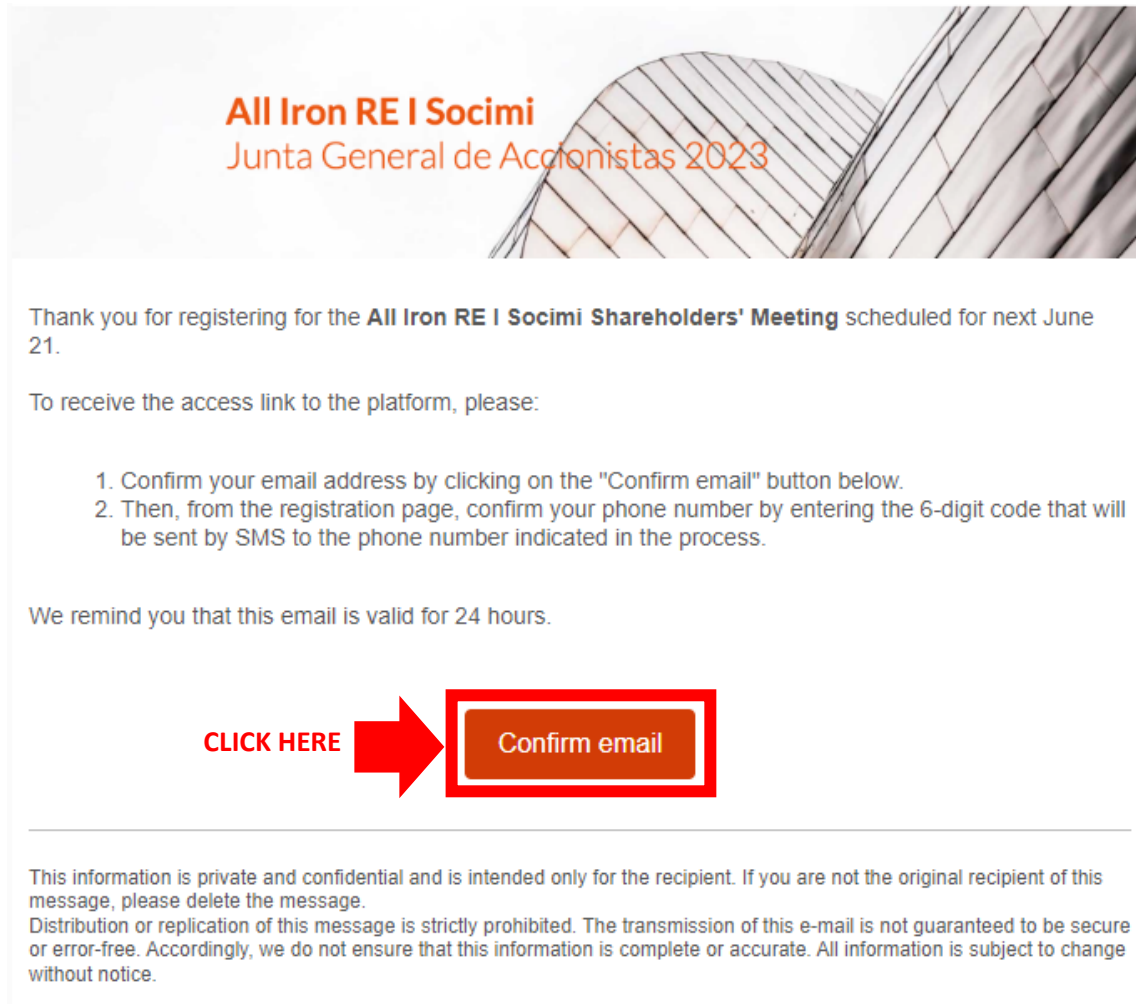 All Iron RE I Socimi
Junta General de Accionistas 2023
Thank you for registering for the All Iron RE I Socimi Shareholders' Meeting scheduled for next June
21.
To receive the access link to the platform, please:
1. Confirm your email address by clicking on the "Confirm email" button below.
2. Then, from the registration page, confirm your phone number by entering the 6-digit code that will
be sent by SMS to the phone number indicated in the process.
We remind you that this email is valid for 24 hours.
CLICK HERE
Confirm email
This information is private and confidential and is intended only for the recipient. If you are not the original recipient of this
message, please delete the message.
Distribution or replication of this message is strictly prohibited. The transmission of this e-mail is not guaranteed to be secure
or error-free. Accordingly, we do not ensure that this information is complete or accurate. All information is subject to change
without notice.